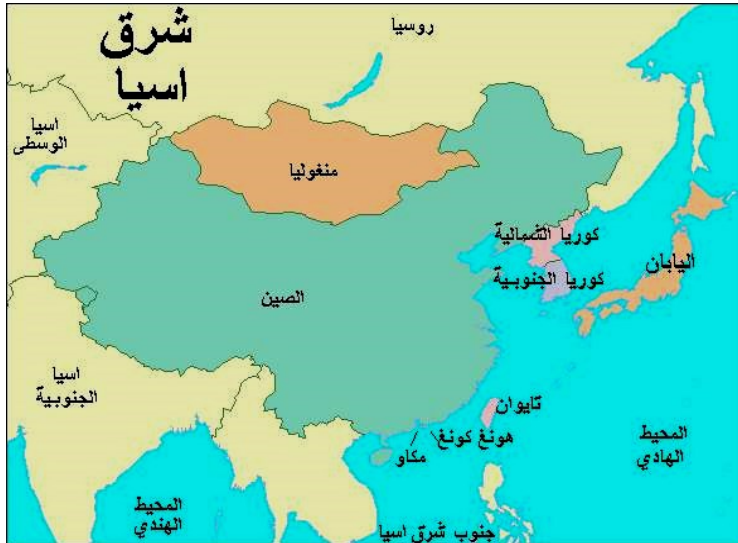 شرق
اسيا
روسيا
اسيا
الوسطى
منغوليا
كوريا الشمالية
اليابان
كوريا الجنوبية
الصين
اسيا
الجنوبية
تايوان
هونغ كونغ
مكاو
المحيط
الهادي
المحيط
الهندي
جنوب شرق اسيا